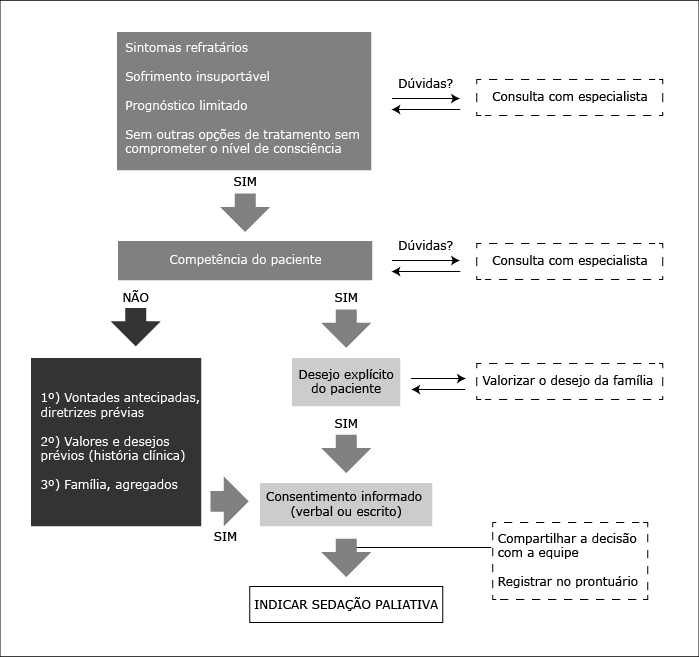 Sintomas refratários
Sofrimento insuportável
Prognóstico limitado
Sem outras opções de tratamento sem
comprometer o nível de consciência
Dúvidas?
Consulta com especialista
SIM
Competência do paciente
Dúvidas?
Consulta com especialista
NÃO
SIM
1º) Vontades antecipadas,
diretrizes prévias
2º) Valores e desejos
prévios (história clínica)
3º) Família, agregados
Desejo explícito
do paciente
Valorizar o desejo da família
SIM
SIM
Consentimento informado
(verbal ou escrito)
Compartilhar a decisão
com a equipe
Registrar no prontuário
INDICAR SEDAÇÃO PALIATIVA